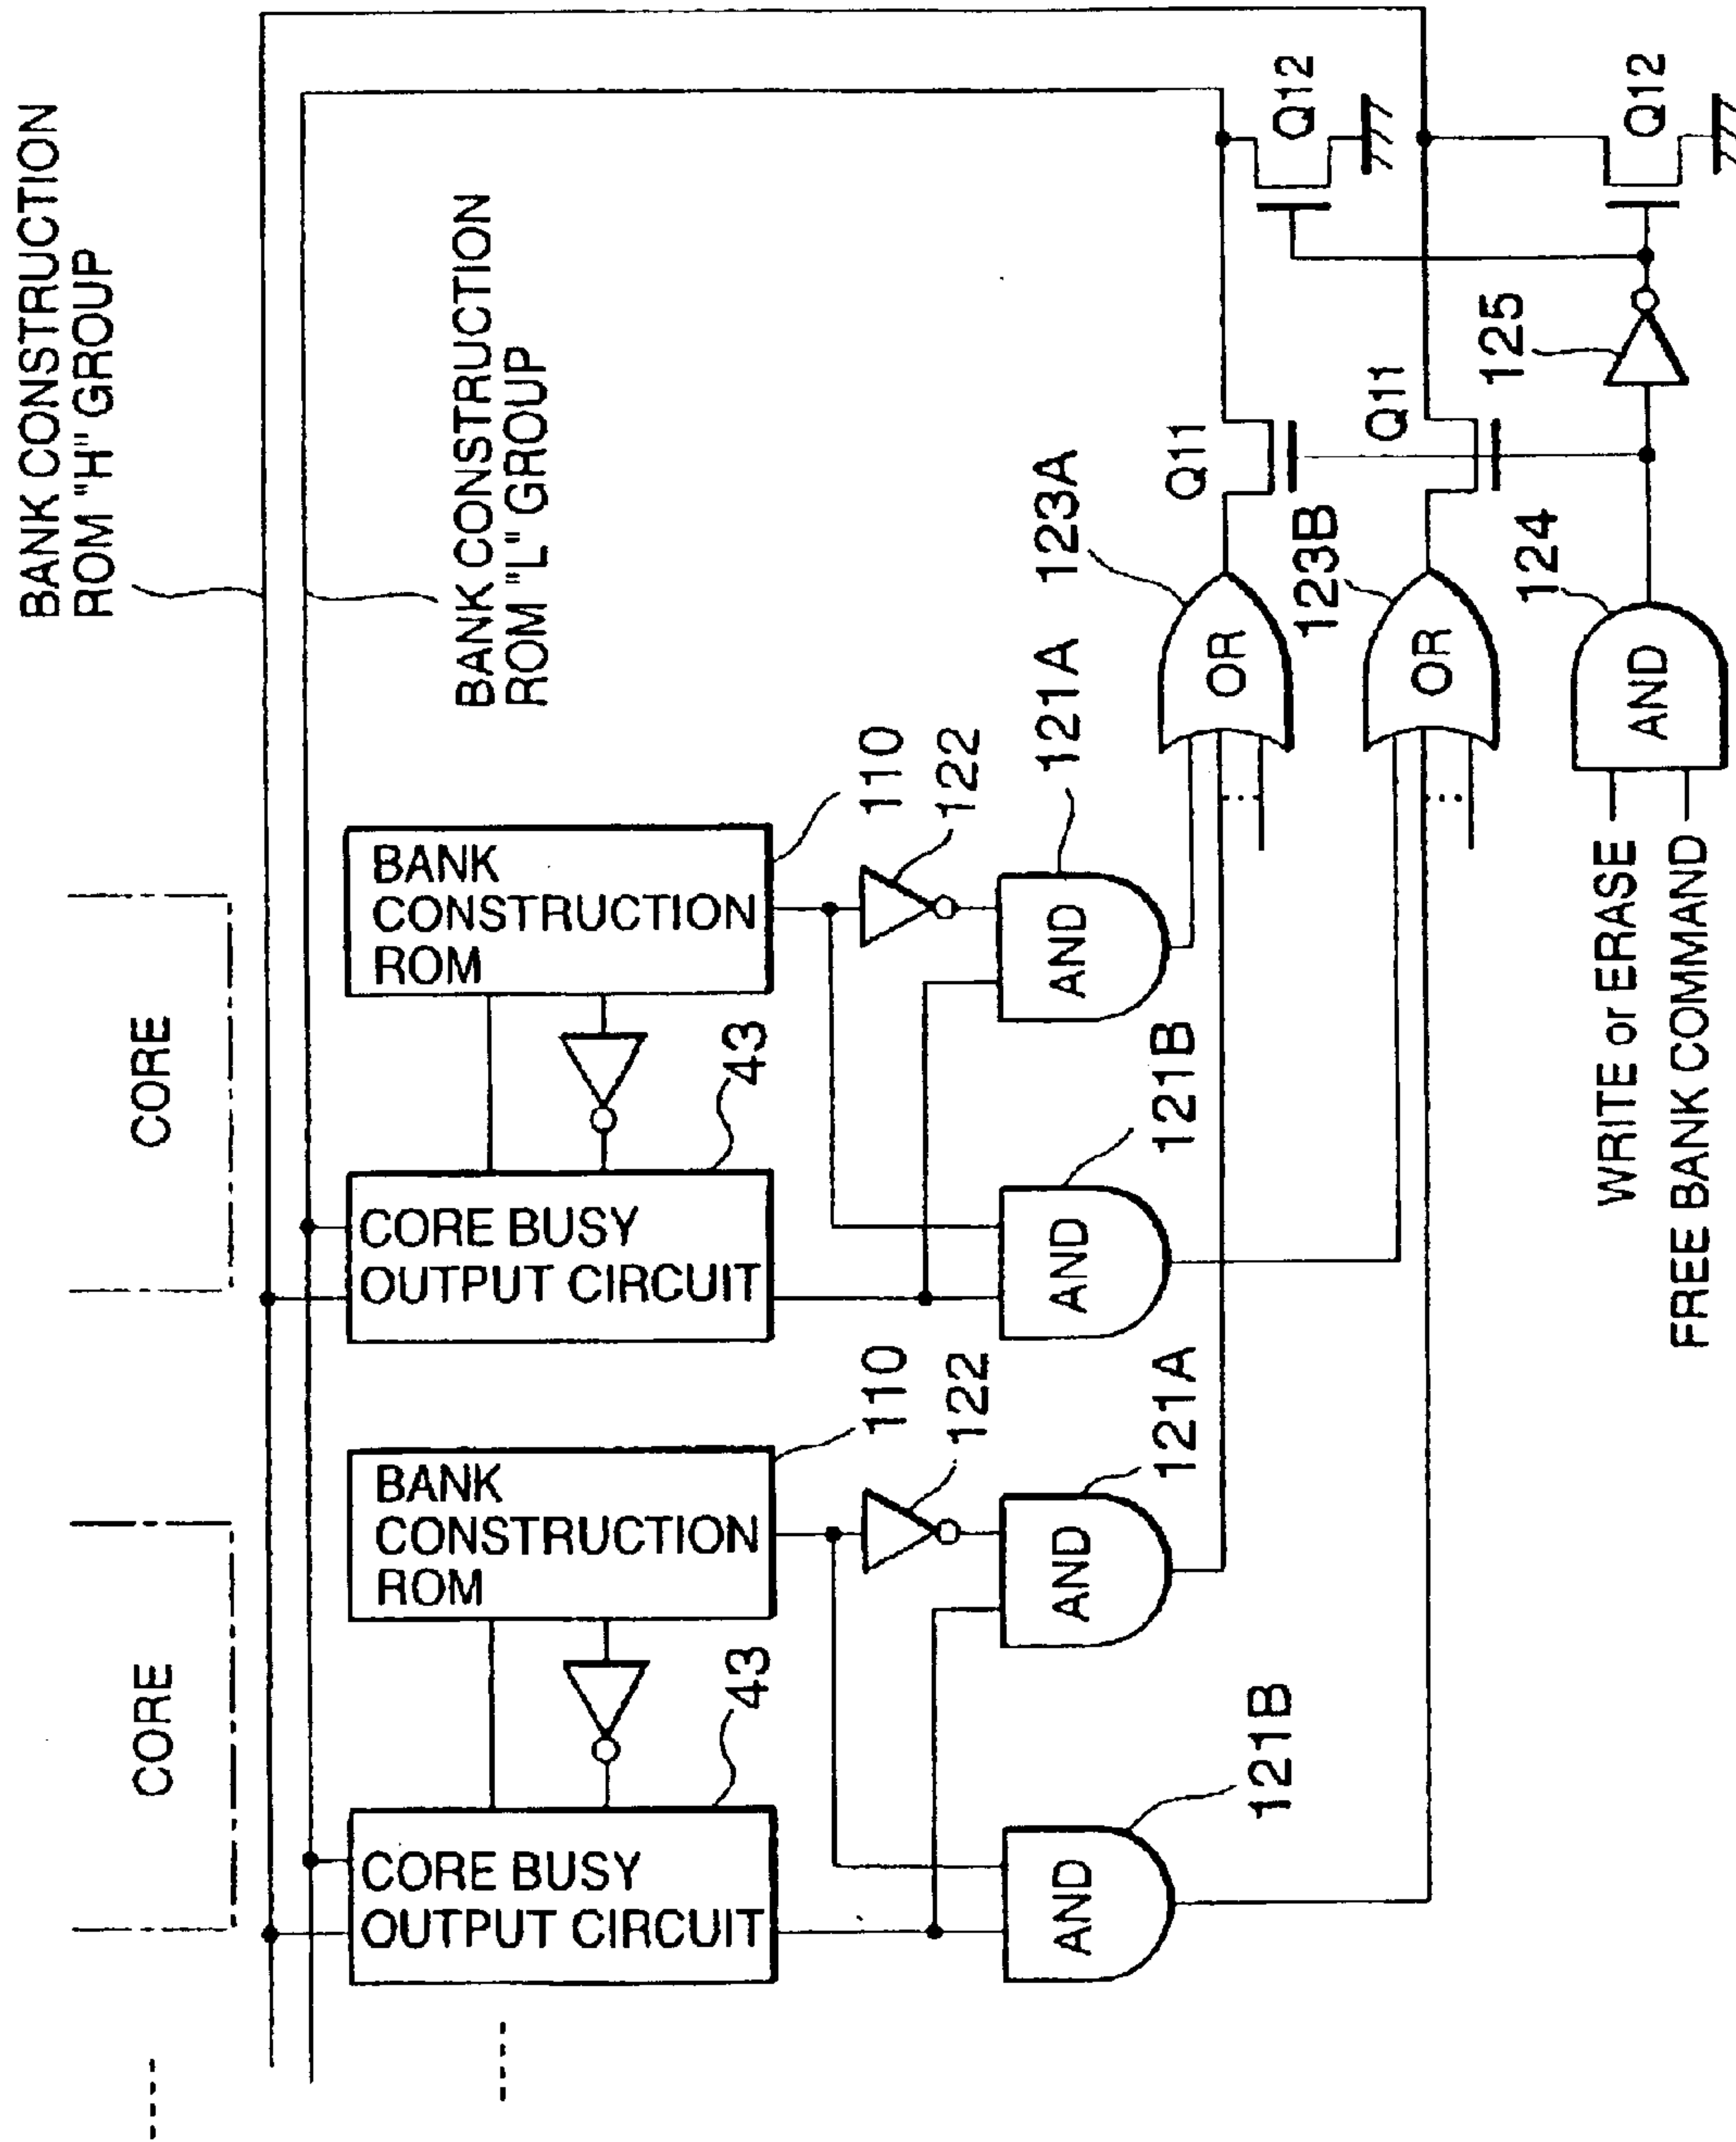 BANK CONSTRUCTION
ROM "H" GROUP
BANK CONSTRUCTION
ROM "L" GROUP
CORE
CORE
BANK
CONSTRUCTION
ROM
110
122
CORE BUSY
OUTPUT CIRCUIT
43
AND
121A
AND
121B
BANK
CONSTRUCTION
ROM
110
122
CORE BUSY
OUTPUT CIRCUIT
43
AND
121A
AND
121B
OR
123A
OR
123B
Q11
Q11
Q12
Q12
AND
124
125
WRITE or ERASE
FREE BANK COMMAND